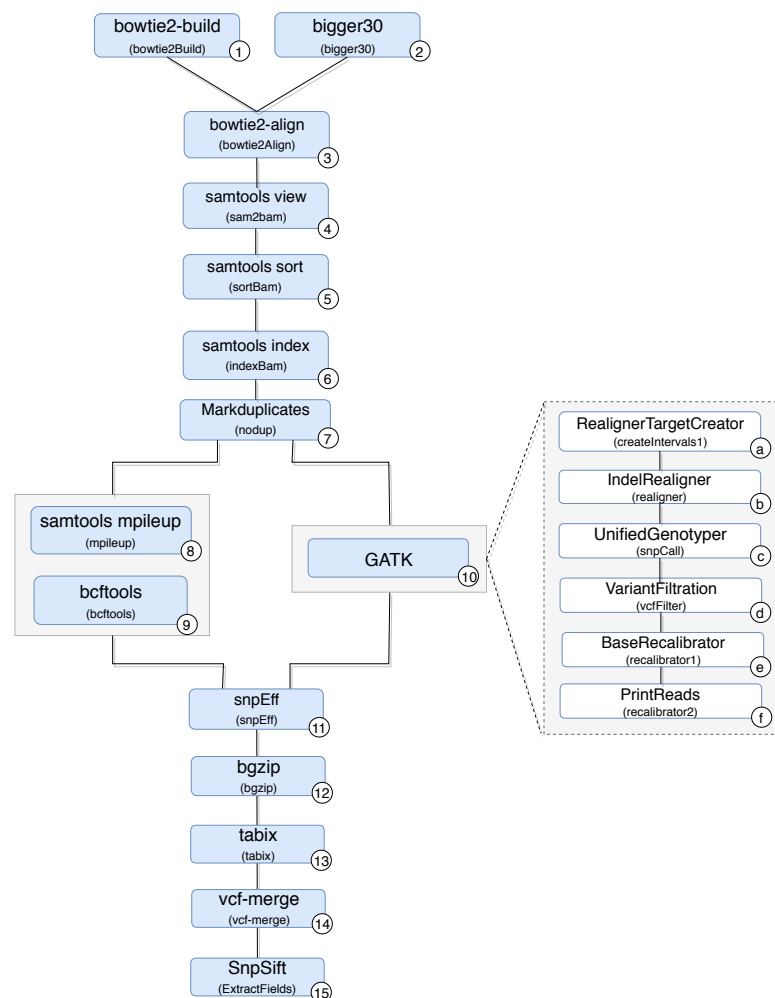 bowtie2-build
(bowtie2Build)
1
bigger30
(bigger30)
2
bowtie2-align
(bowtie2Align)
3
samtools view
(sam2bam)
4
samtools sort
(sortBam)
5
samtools index
(indexBam)
6
Markduplicates
(nodup)
7
samtools mpileup
(mpileup)
8
bcftools
(bcftools)
9
GATK
10
RealignerTargetCreator
(createIntervals1)
a
IndelRealigner
(realigner)
b
UnifiedGenotyper
(snpCall)
c
VariantFiltration
(vcfFilter)
d
BaseRecalibrator
(recalibrator1)
e
PrintReads
(recalibrator2)
f
snpEff
(snpEff)
11
bgzip
(bgzip)
12
tabix
(tabix)
13
vcf-merge
(vcf-merge)
14
SnpSift
(ExtractFields)
15